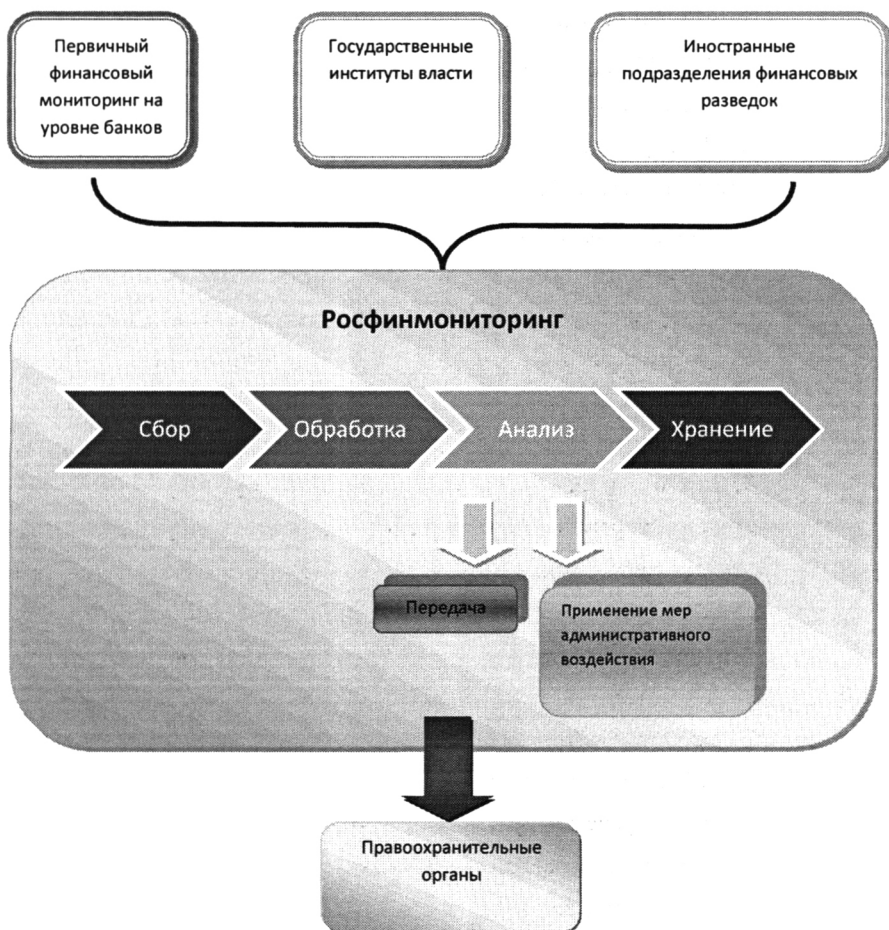 Первичный
финансовый
мониторинг на
уровне банков
Государственные
институты власти
Иностранные
подразделения финансовых
разведок
Росфинмониторинг
Сбор
Обработка
Анализ
Хранение
Передача
Применение мер
административного
воздействия
Правоохранительные
органы